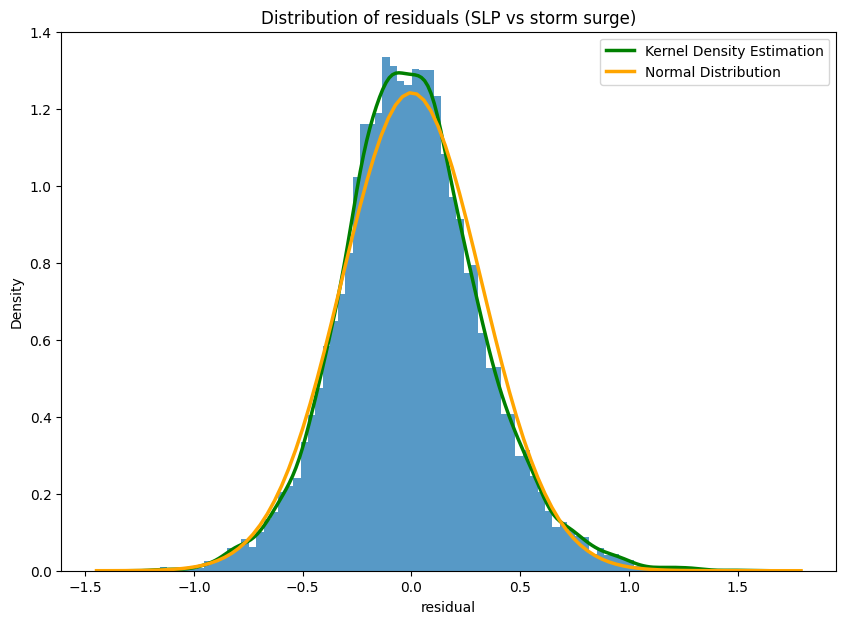 Distribution of residuals (SLP vs storm surge)
Kernel Density Estimation
Normal Distribution
Density
1.4
1.2
1.0
0.8
0.6
0.4
0.2
0.0
−1.5 −1.0 −0.5 0.0 0.5 1.0 1.5
residual